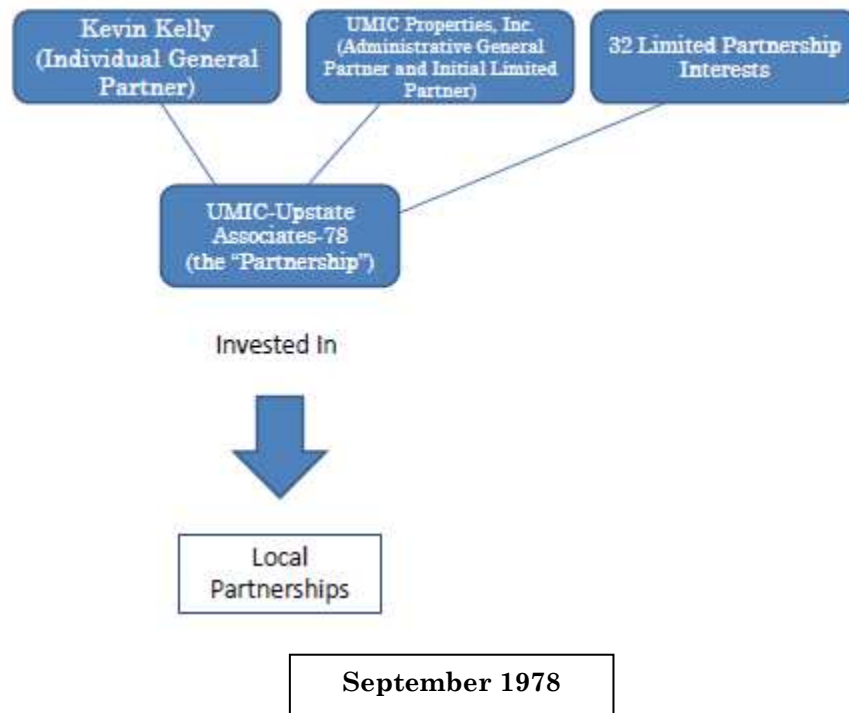 Kevin Kelly
(Individual General
Partner)
UMIC Properties, Inc.
(Administrative General
Partner and Initial Limited
Partner)
32 Limited Partnership
Interests
UMIC-Upstate
Associates-78
(the “Partnership”)
Invested In
Local
Partnerships
September 1978